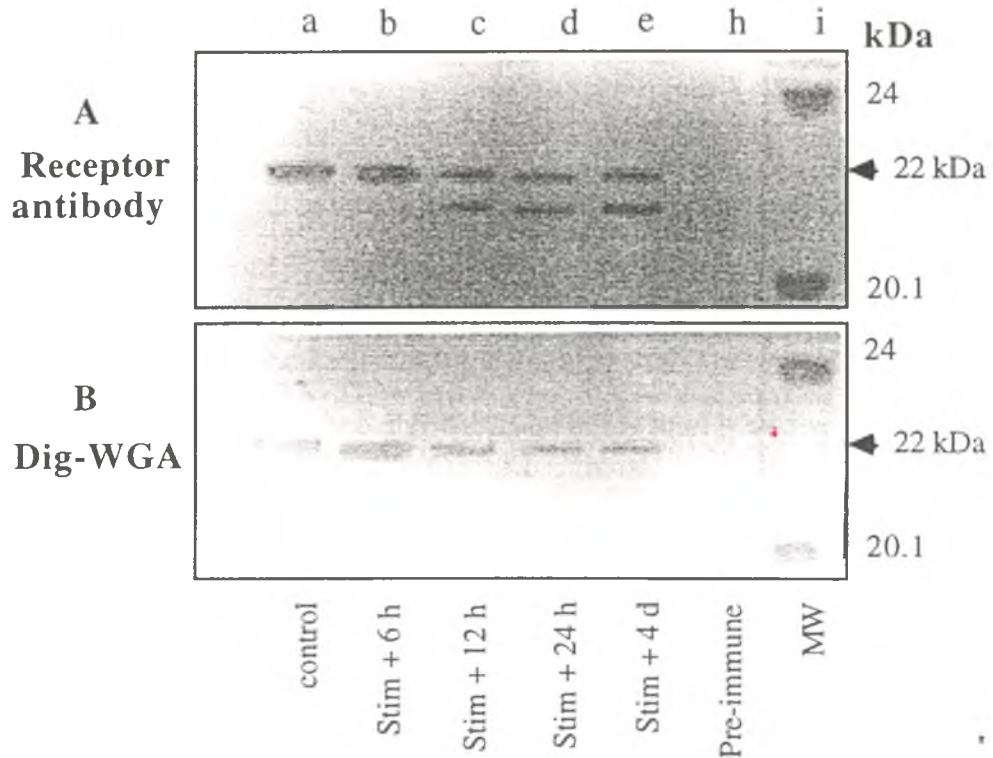 a b c d e h i
kDa
A
Receptor
antibody
24
22 kDa
20.1
B
Dig-WGA
24
22 kDa
20.1
control
Stim + 6 h
Stim + 12 h
Stim + 24 h
Stim + 4 d
Pre-immune
MW